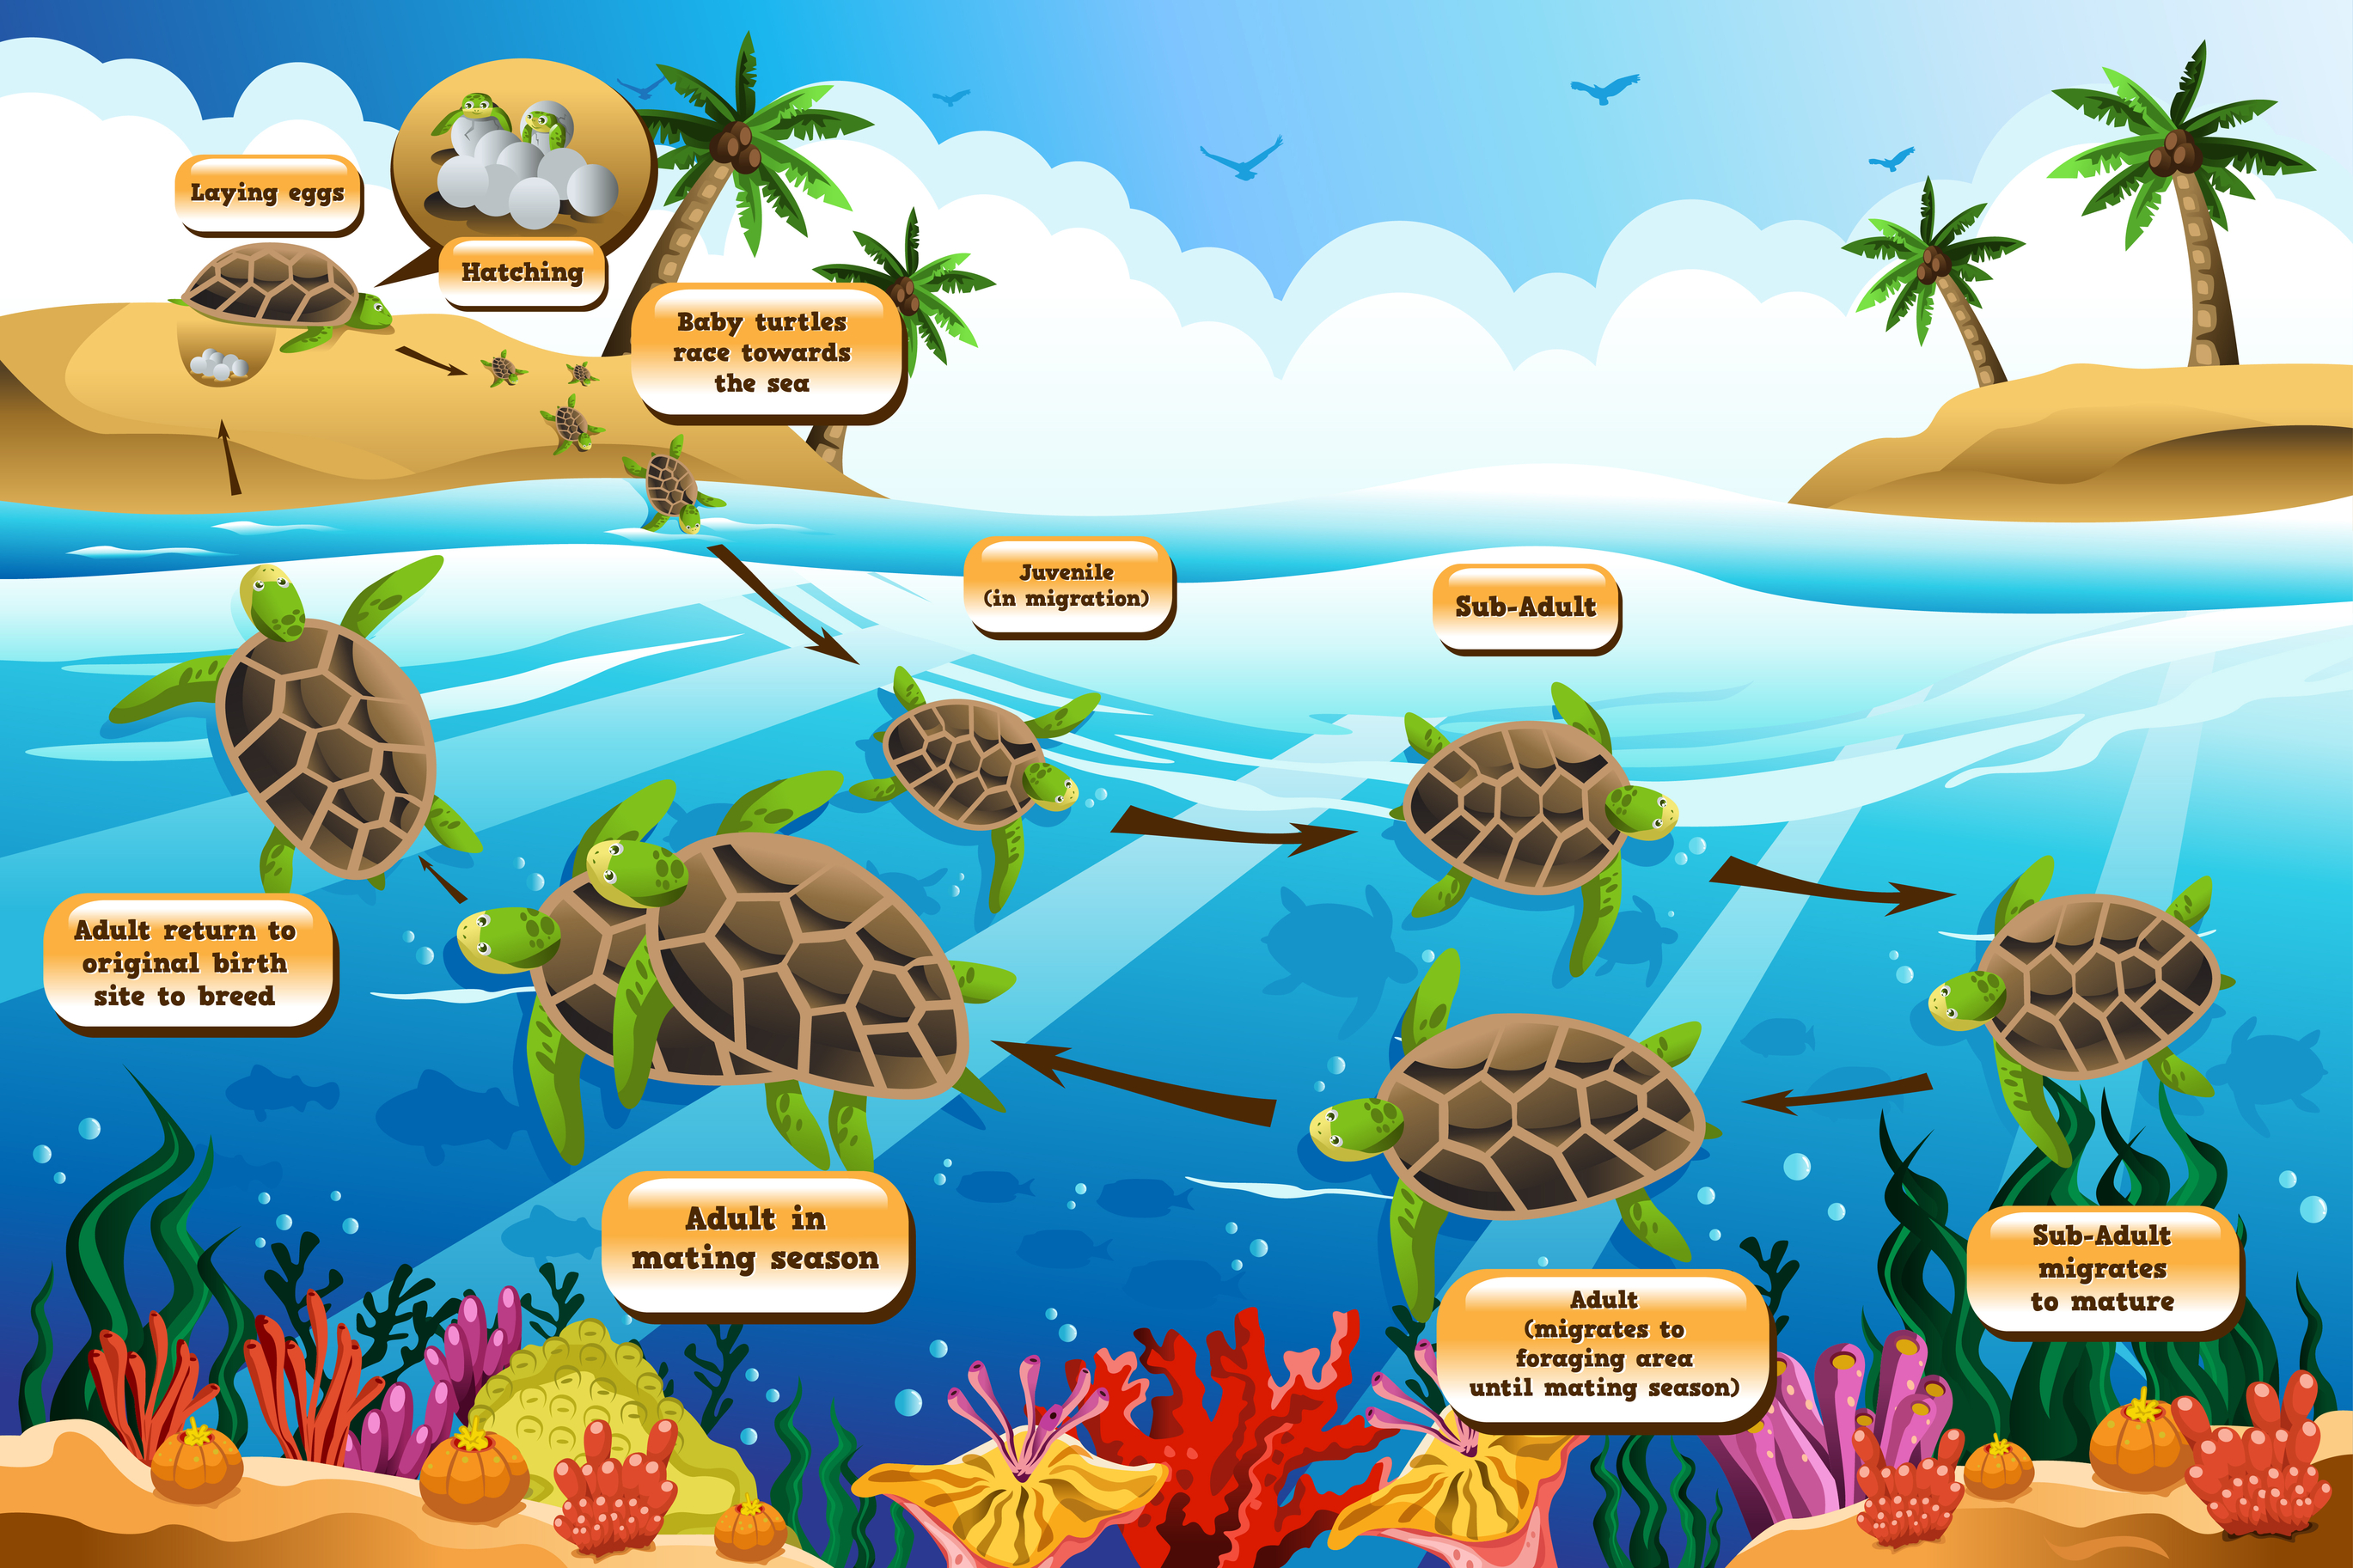 Laying eggs
Hatching
Baby turtles
race towards
the sea
Juvenile
(in migration)
Sub-Adult
Sub-Adult
migrates
to mature
Adult
(migrates to
foraging area
until mating season)
Adult in
mating season
Adult return to
original birth
site to breed